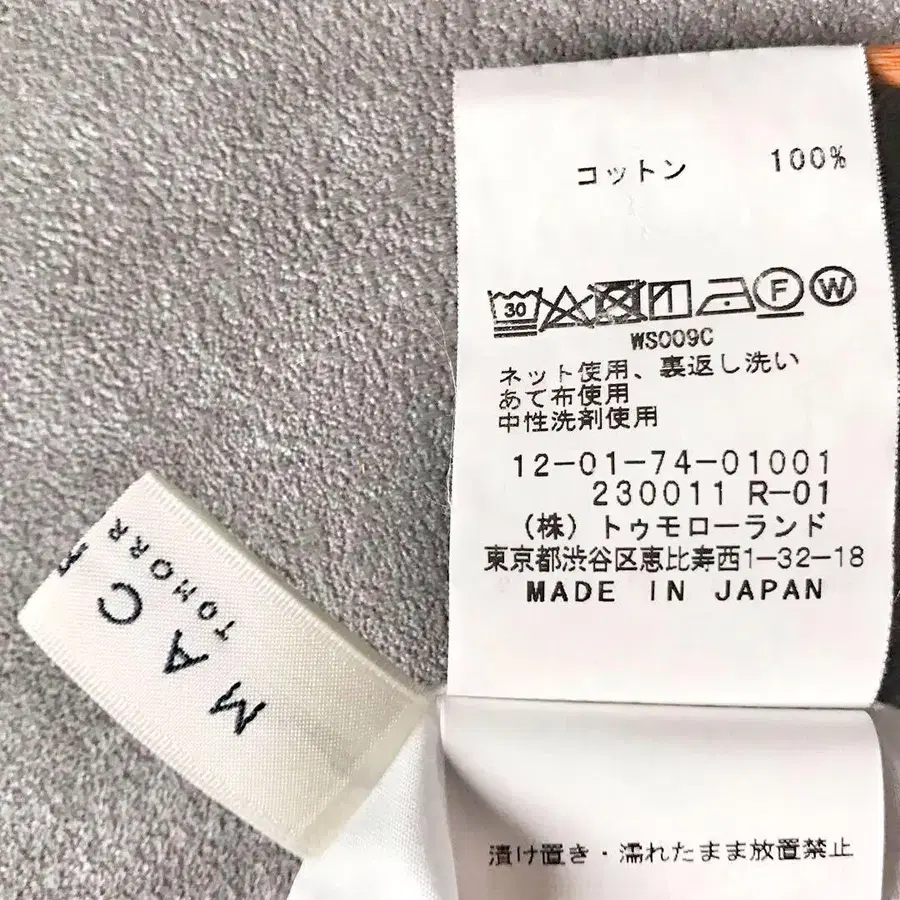 コットン 100%
30
F
W
WS009C
ネット使用、裏返し洗い
あて布使用
中性洗剤使用
12-01-74-01001
230011 R-01
(株)トゥモローランド
東京都渋谷区恵比寿西1-32-18
MADE IN JAPAN
MAC
TOMORR
漬け置き・濡れたまま放置禁止